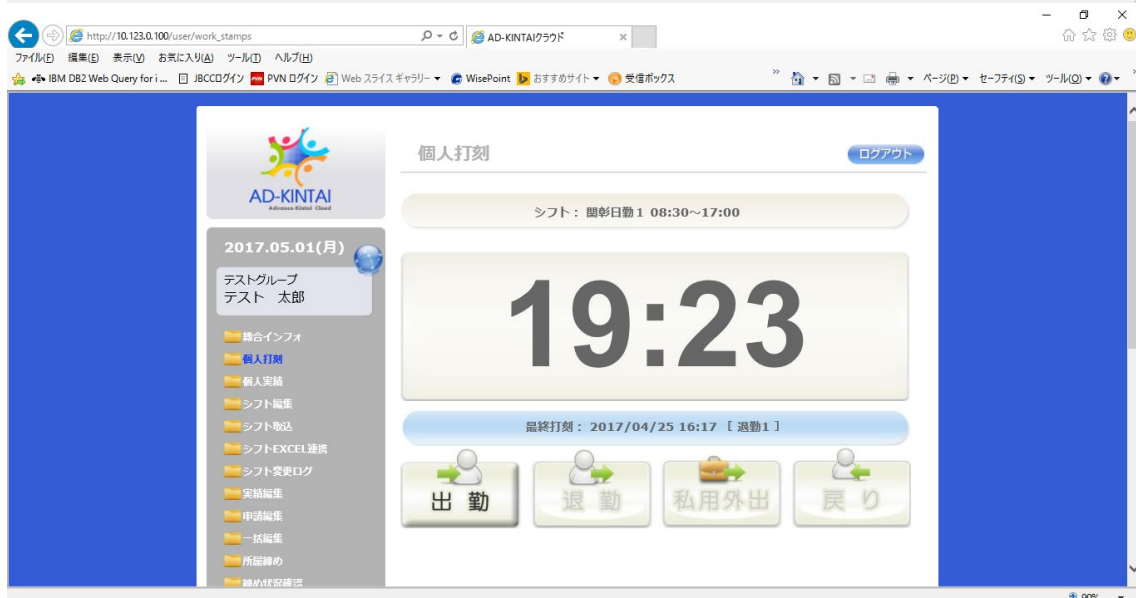 http://10.123.0.100/user/work_stamps
AD-KINTAIクラウド
ファイル(F) 編集(E) 表示(V) お気に入り(A) ツール(T) ヘルプ(H)
IBM DB2 Web Query for i ... JBCCログイン PVN ログイン Web スライス ギャラリー WisePoint おすすめサイト 受信ボックス
ページ(P) セーフティ(S) ツール(O)
AD-KINTAI
Advance-Kintai Cloud
個人打刻
ログアウト
シフト： 関彰日勤１ 08:30～17:00
2017.05.01(月)
テストグループ
テスト 太郎
19:23
総合インフォ
個人打刻
個人実績
シフト編集
シフト取込
シフトEXCEL連携
シフト変更ログ
実績編集
申請編集
一括編集
所属締め
締め状況確認
最終打刻： 2017/04/25 16:17 ［ 退勤1 ］
出 勤
退 勤
私用外出
戻 り
90%